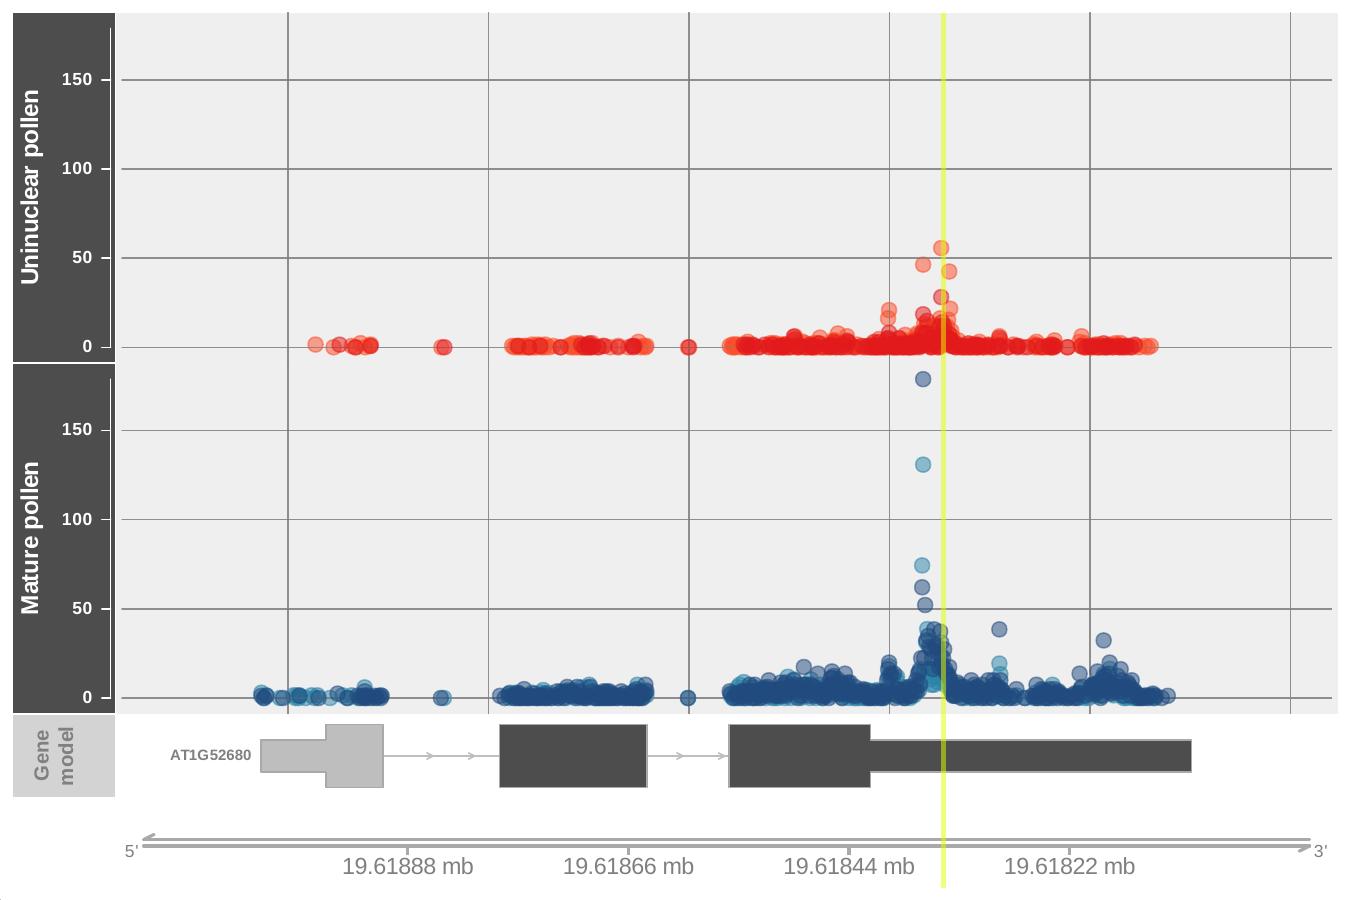 Uninuclear pollen
150
100
50
0
Mature pollen
150
100
50
0
Gene
model
AT1G52680
5'
3'
19.61888 mb
19.61866 mb
19.61844 mb
19.61822 mb